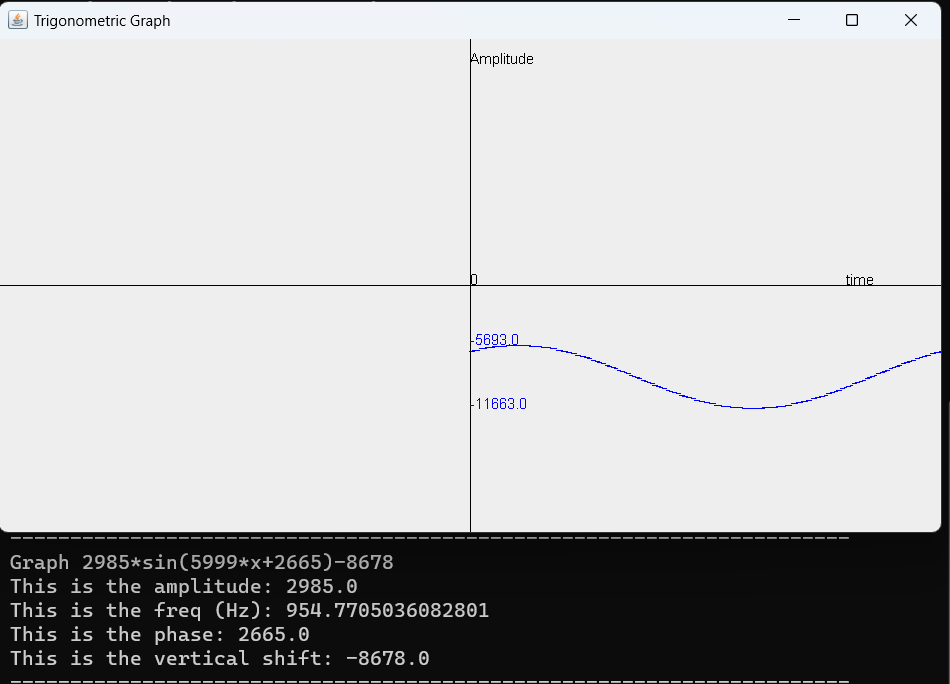 Trigonometric Graph
Amplitude
0
time
-5693.0
-11663.0
----------------------------------------------------------------------
Graph 2985*sin(5999*x+2665)-8678
This is the amplitude: 2985.0
This is the freq (Hz): 954.7705036082801
This is the phase: 2665.0
This is the vertical shift: -8678.0
----------------------------------------------------------------------